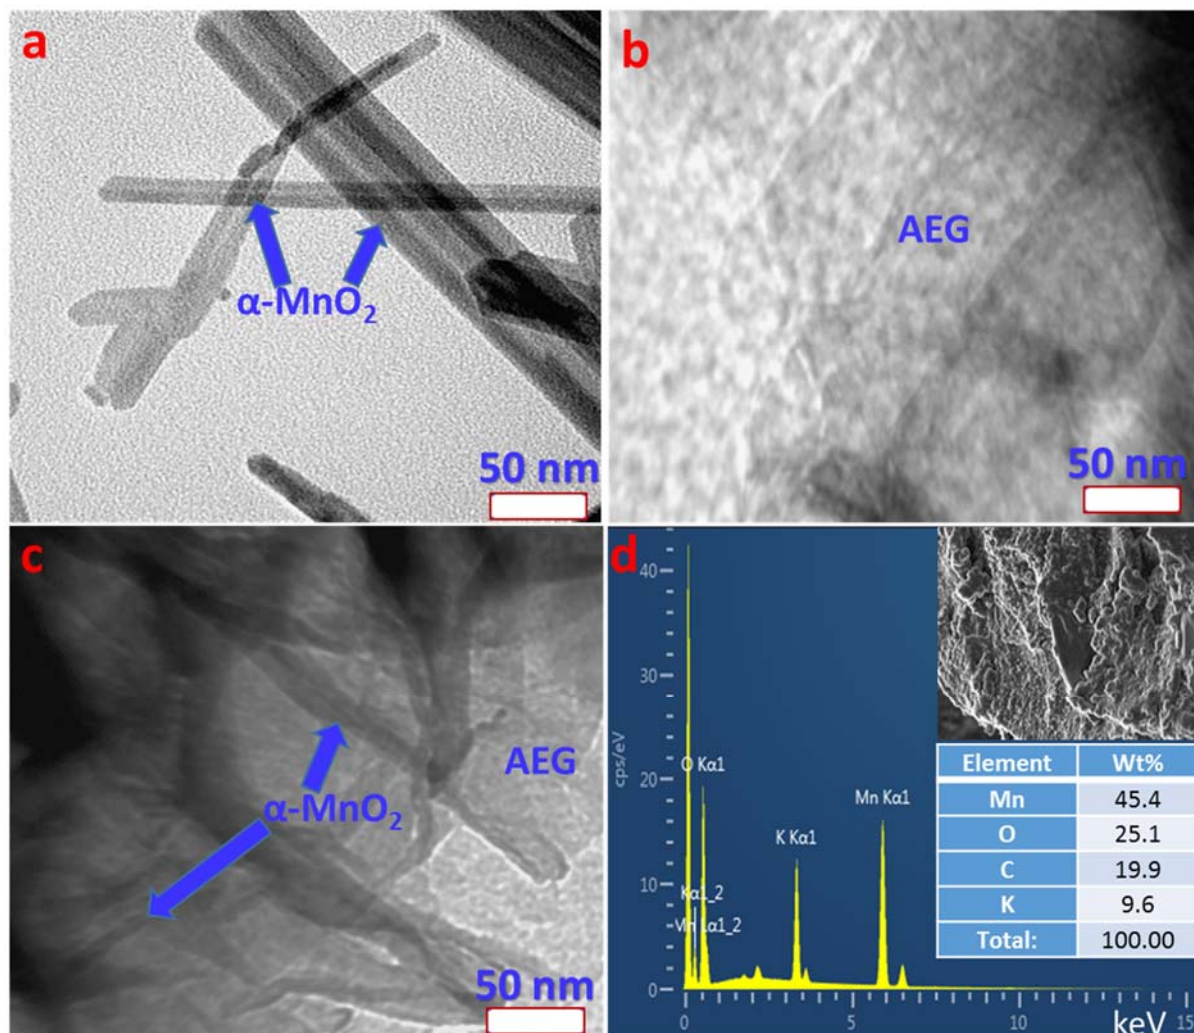 a
α-MnO₂
50 nm
b
AEG
50 nm
c
AEG
α-MnO₂
50 nm
d
40
30
20
10
0
cps/eV
O Kα1
Kα1_2
Mn Lα1_2
K Kα1
Mn Kα1
0
5
10
15
keV
Element Wt%
Mn 45.4
O 25.1
C 19.9
K 9.6
Total: 100.00